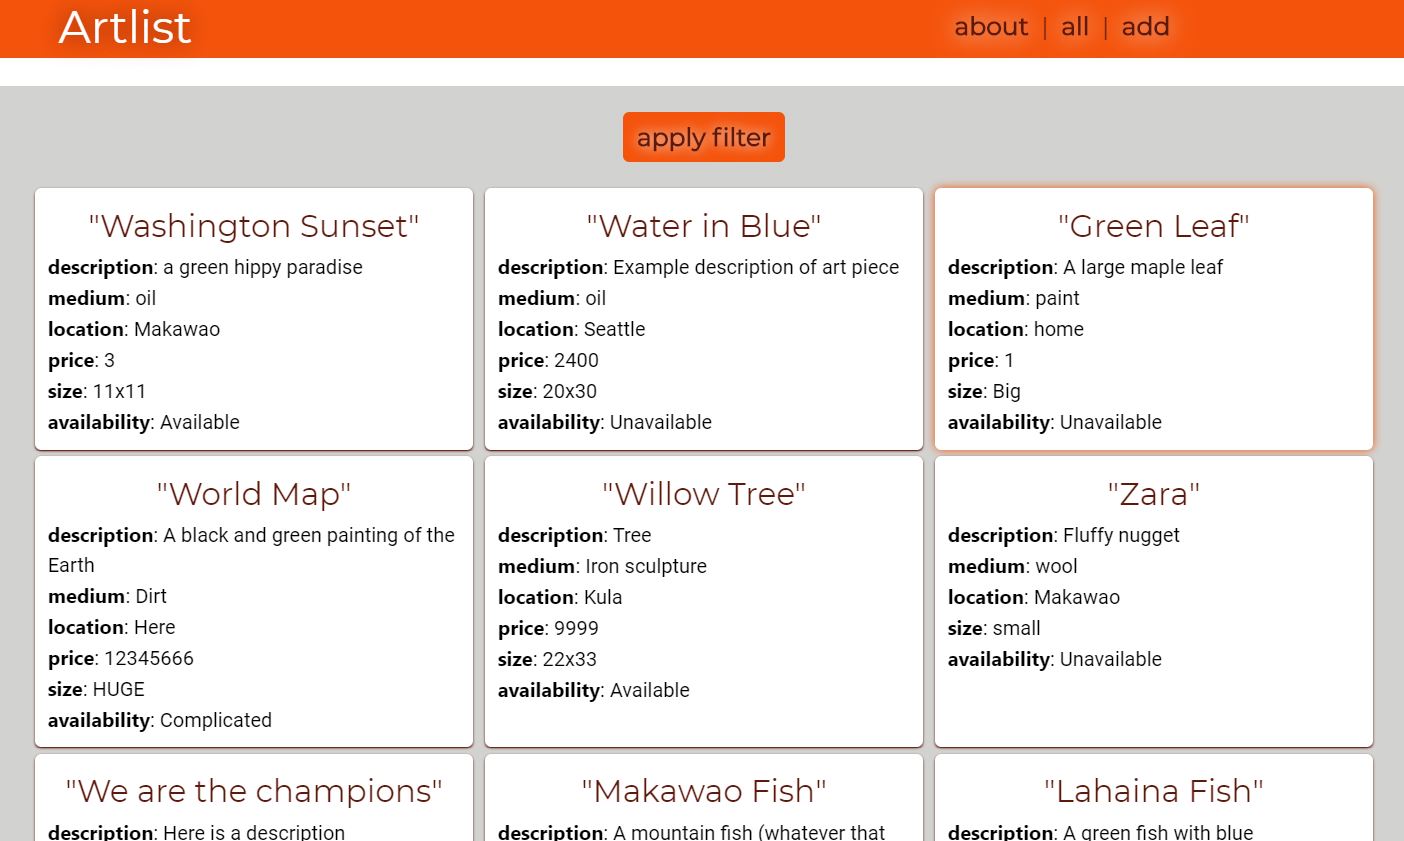 Artlist
about | all | add
apply filter
"Washington Sunset"
description: a green hippy paradise
medium: oil
location: Makawao
price: 3
size: 11x11
availability: Available
"Water in Blue"
description: Example description of art piece
medium: oil
location: Seattle
price: 2400
size: 20x30
availability: Unavailable
"Green Leaf"
description: A large maple leaf
medium: paint
location: home
price: 1
size: Big
availability: Unavailable
"World Map"
description: A black and green painting of the
Earth
medium: Dirt
location: Here
price: 12345666
size: HUGE
availability: Complicated
"Willow Tree"
description: Tree
medium: Iron sculpture
location: Kula
price: 9999
size: 22x33
availability: Available
"Zara"
description: Fluffy nugget
medium: wool
location: Makawao
size: small
availability: Unavailable
"We are the champions"
description: Here is a description
"Makawao Fish"
description: A mountain fish (whatever that
"Lahaina Fish"
description: A green fish with blue